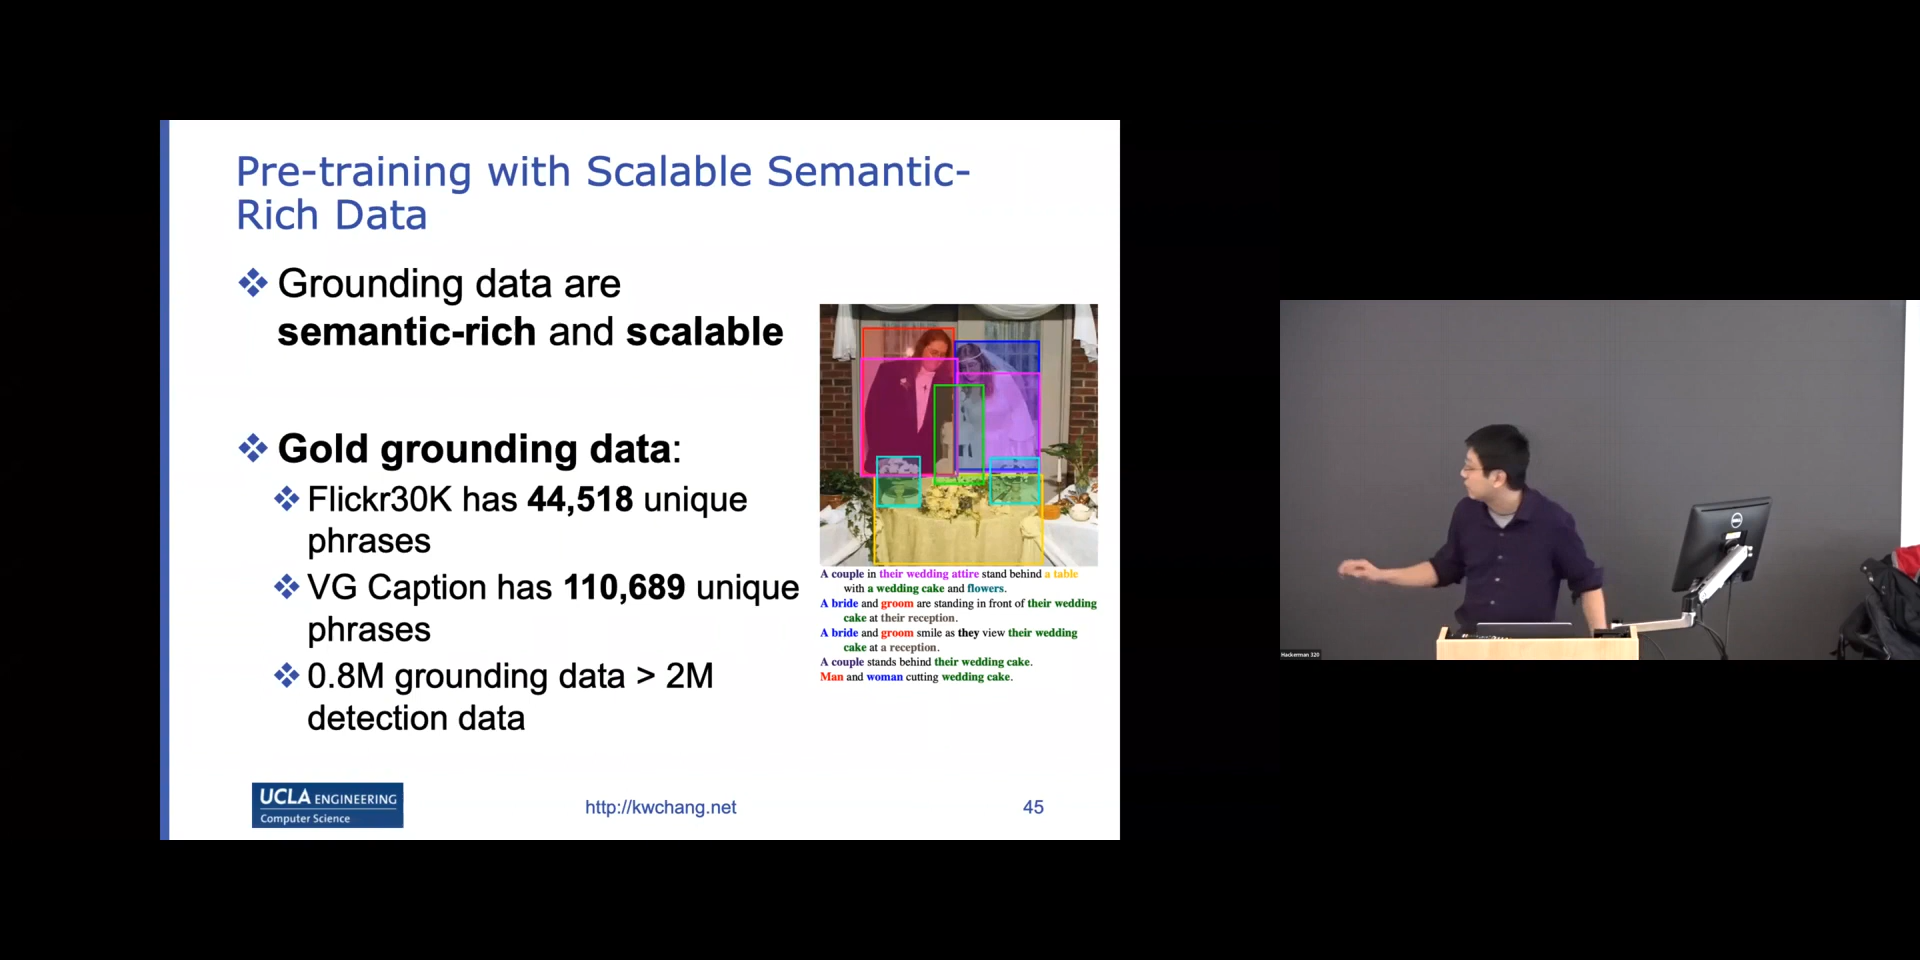 Pre-training with Scalable Semantic-
Rich Data
Grounding data are
semantic-rich and scalable
Gold grounding data:
Flickr30K has 44,518 unique
phrases
VG Caption has 110,689 unique
phrases
0.8M grounding data > 2M
detection data
A couple in their wedding attire stand behind a table
with a wedding cake and flowers.
A bride and groom are standing in front of their wedding
cake at their reception.
A bride and groom smile as they view their wedding
cake at a reception.
A couple stands behind their wedding cake.
Man and woman cutting wedding cake.
UCLA ENGINEERING
Computer Science
http://kwchang.net
45
DELL
Hackerman 320